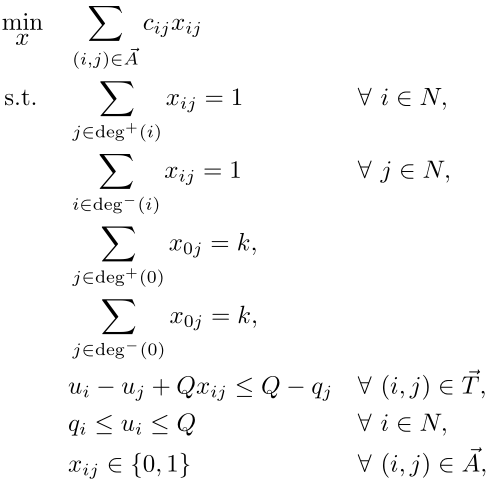 \min_{x} \sum_{(i,j)\in\vec{A}} c_{ij}x_{ij}
s.t. \sum_{j\in\deg^{+}(i)} x_{ij} = 1 \quad \forall\ i \in N,
\sum_{i\in\deg^{-}(i)} x_{ij} = 1 \quad \forall\ j \in N,
\sum_{j\in\deg^{+}(0)} x_{0j} = k,
\sum_{j\in\deg^{-}(0)} x_{0j} = k,
u_i - u_j + Qx_{ij} \leq Q - q_j \quad \forall\ (i,j) \in \vec{T},
q_i \leq u_i \leq Q \quad \forall\ i \in N,
x_{ij} \in \{0,1\} \quad \forall\ (i,j) \in \vec{A},